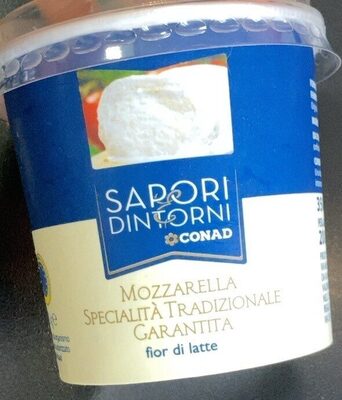 SAPORI
&
DINTORNI
CONAD
MOZZARELLA
SPECIALITÀ TRADIZIONALE
GARANTITA
fior di latte